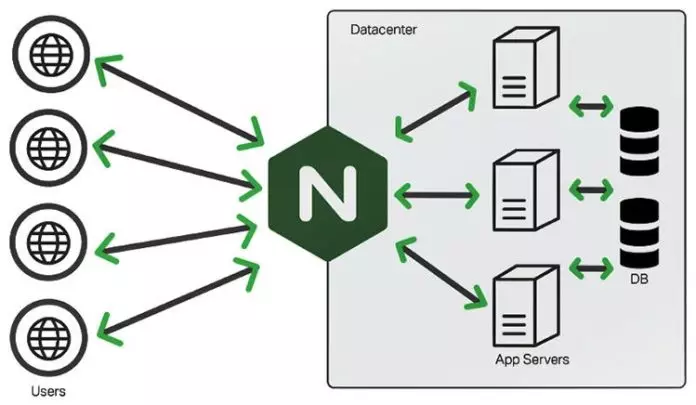 Datacenter
N
DB
App Servers
Users